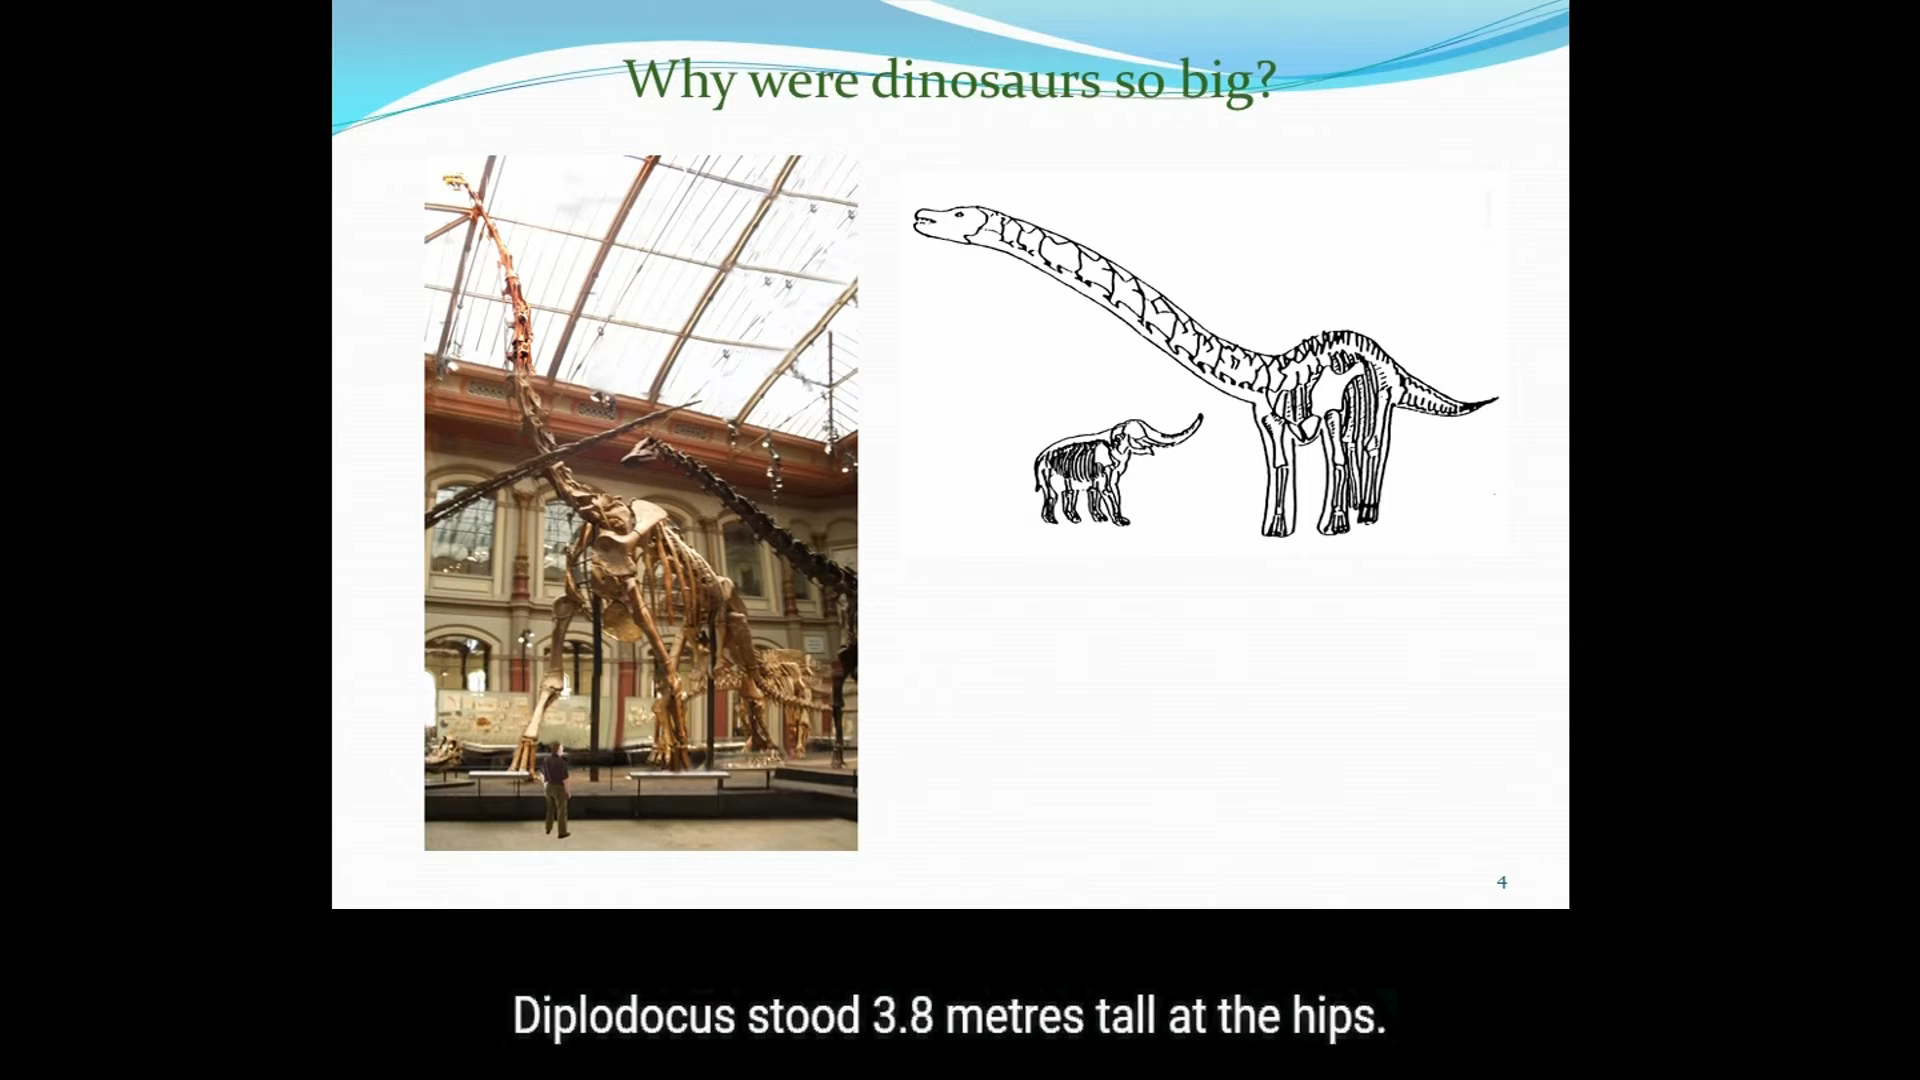 Why were dinosaurs so big?
4
Diplodocus stood 3.8 metres tall at the hips.